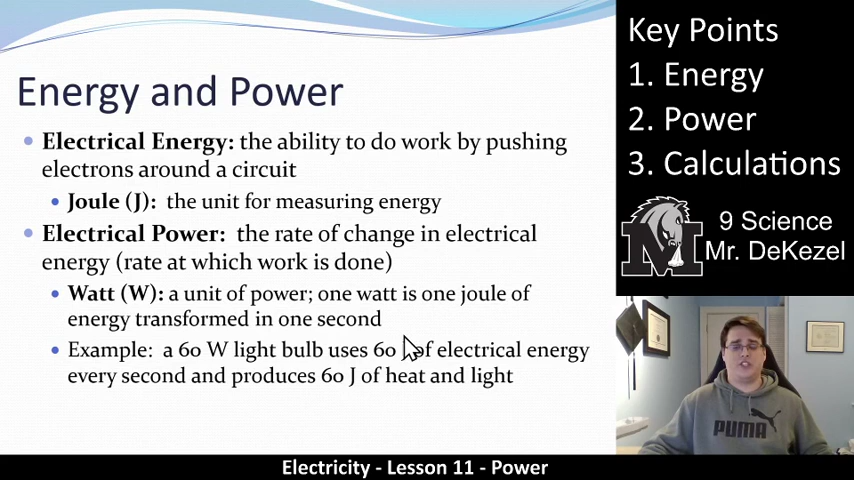 Energy and Power
Electrical Energy: the ability to do work by pushing
electrons around a circuit
Joule (J): the unit for measuring energy
Electrical Power: the rate of change in electrical
energy (rate at which work is done)
Watt (W): a unit of power; one watt is one joule of
energy transformed in one second
Example: a 60 W light bulb uses 60 of electrical energy
every second and produces 60 J of heat and light
Key Points
1. Energy
2. Power
3. Calculations
M
9 Science
Mr. DeKezel
PUMA
Electricity - Lesson 11 - Power